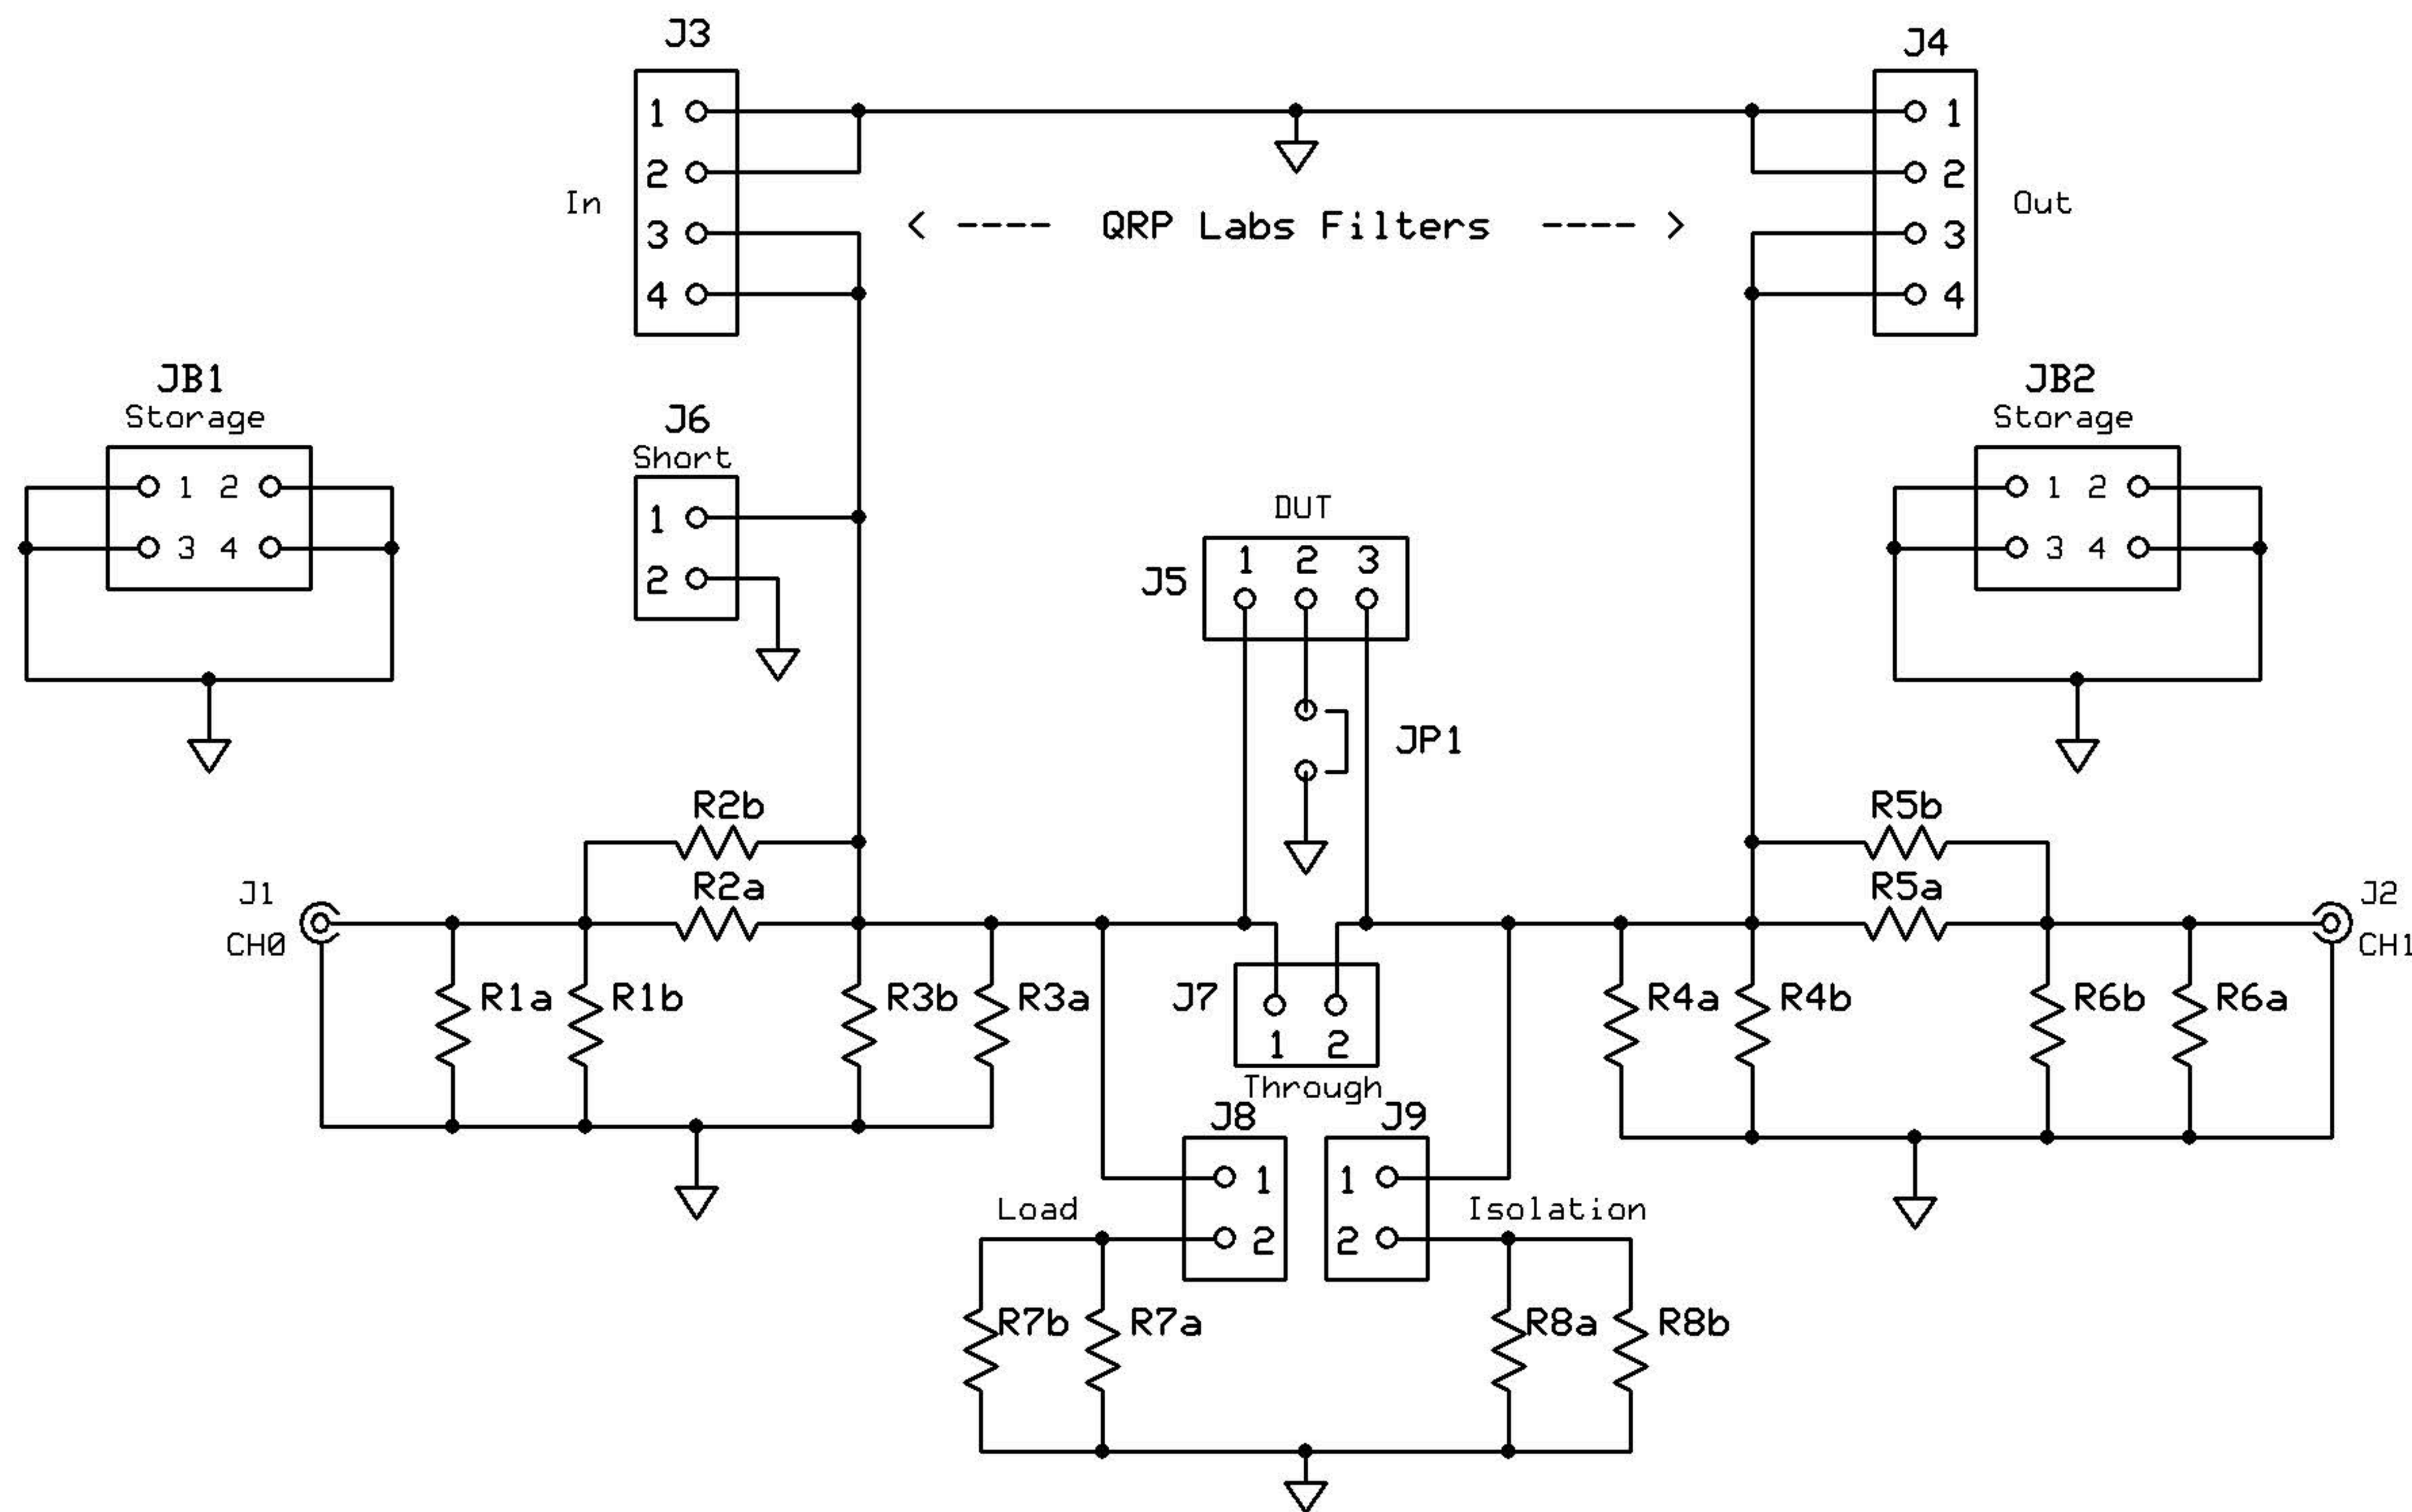 J3
J4
1
1
2
2
In
Out
< ---- QRP Labs Filters ---- >
3
3
4
4
JB1
Storage
JB2
Storage
J6
Short
1 2
3 4
1
2
DUT
1 2 3
J5
1 2
3 4
JP1
R2b
R5b
R2a
R5a
J1
CH0
J2
CH1
R1a
R1b
R3b
R3a
J7
1 2
Through
R4a
R4b
R6b
R6a
J8
J9
1
1
Load
Isolation
2
2
R7b
R7a
R8a
R8b